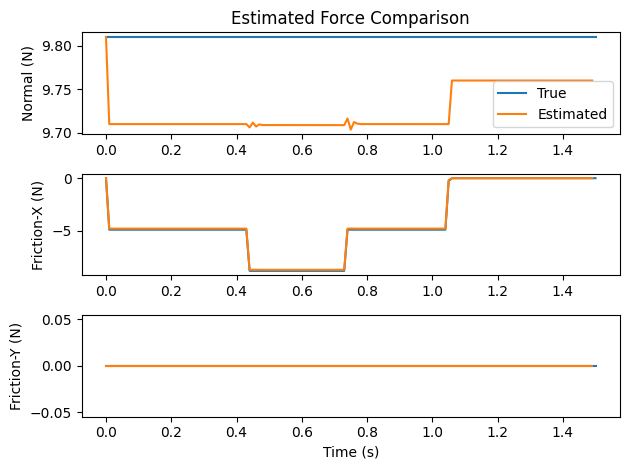 Estimated Force Comparison
Normal (N)
9.80
9.75
9.70
True
Estimated
0.0 0.2 0.4 0.6 0.8 1.0 1.2 1.4
Friction-X (N)
0
−5
0.0 0.2 0.4 0.6 0.8 1.0 1.2 1.4
Friction-Y (N)
0.05
0.00
−0.05
0.0 0.2 0.4 0.6 0.8 1.0 1.2 1.4
Time (s)